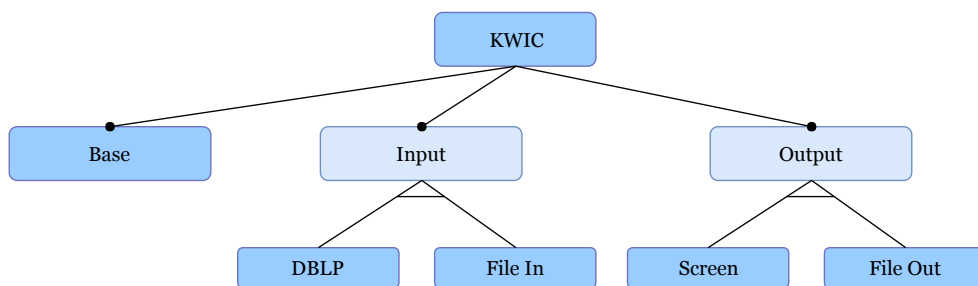 KWIC
Base
Input
Output
DBLP
File In
Screen
File Out